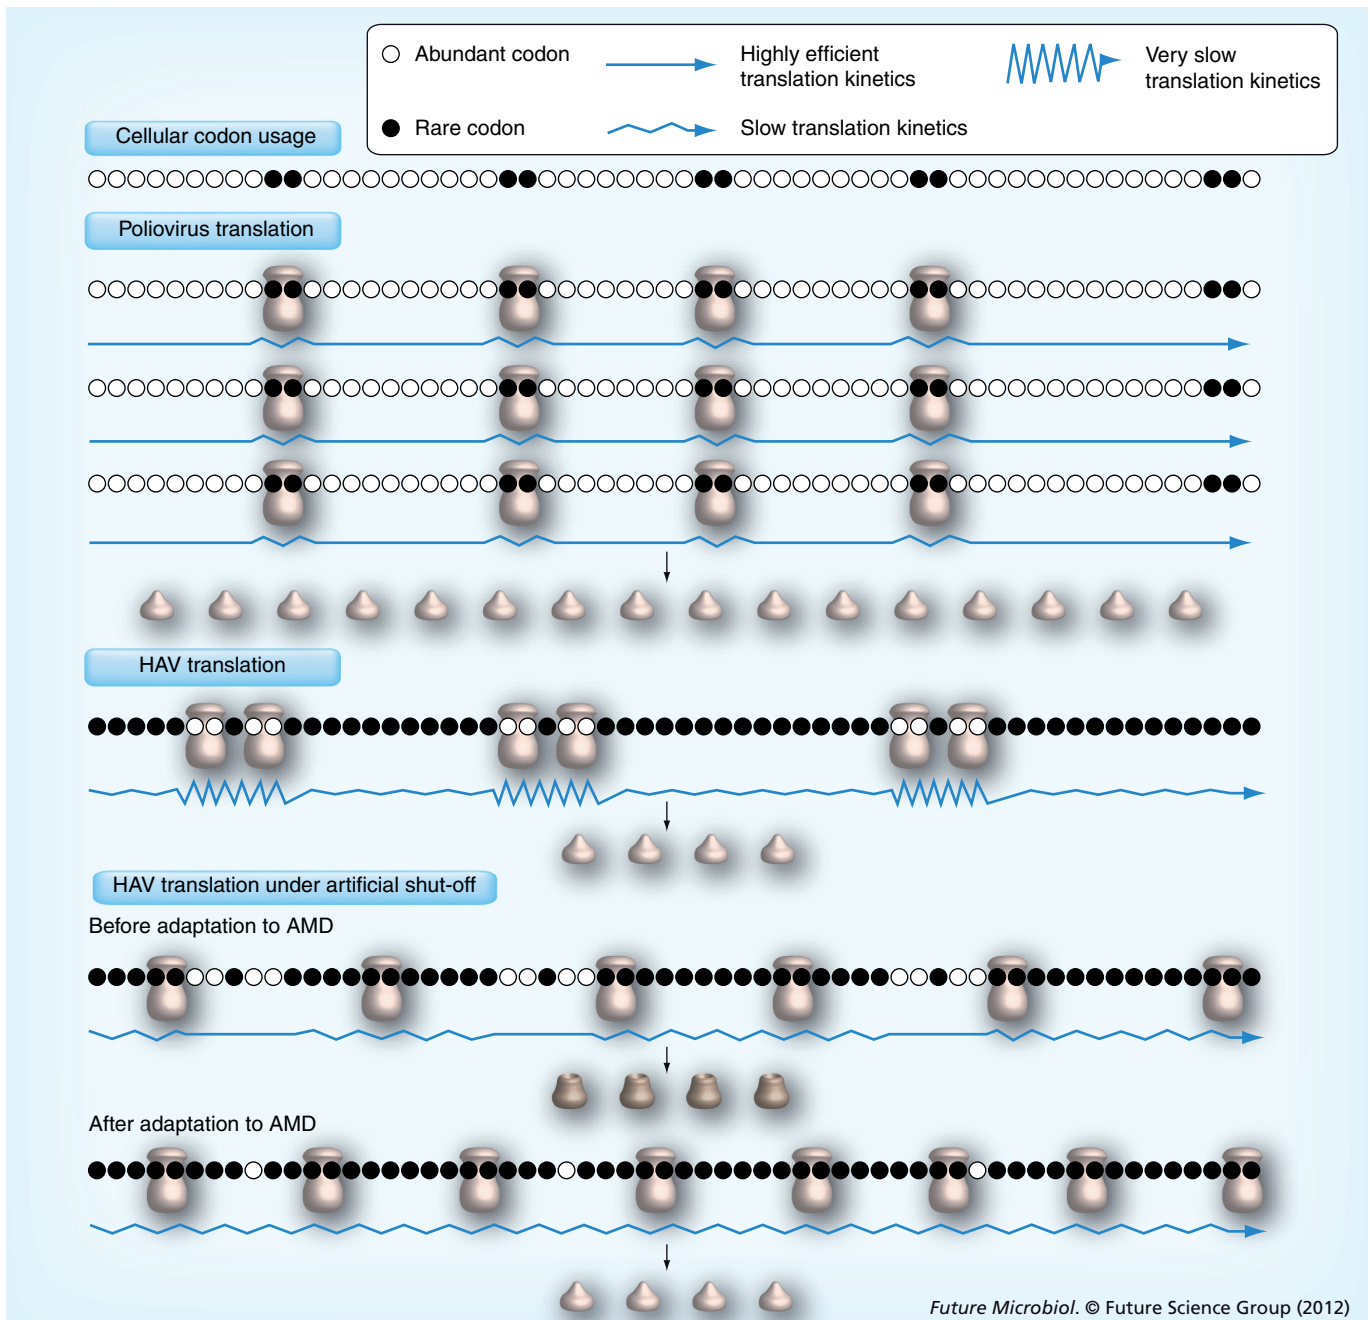 Abundant codon
Highly efficient
translation kinetics
Very slow
translation kinetics
Rare codon
Slow translation kinetics
Cellular codon usage
Poliovirus translation
HAV translation
HAV translation under artificial shut-off
Before adaptation to AMD
After adaptation to AMD
Future Microbiol. © Future Science Group (2012)